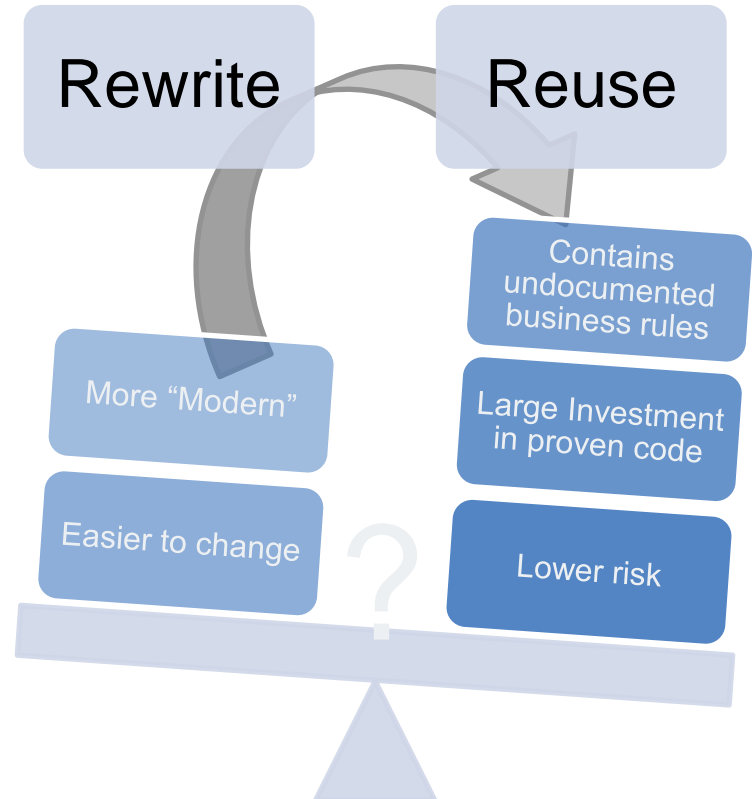 Rewrite
Reuse
More “Modern”
Easier to change
?
Contains
undocumented
business rules
Large Investment
in proven code
Lower risk